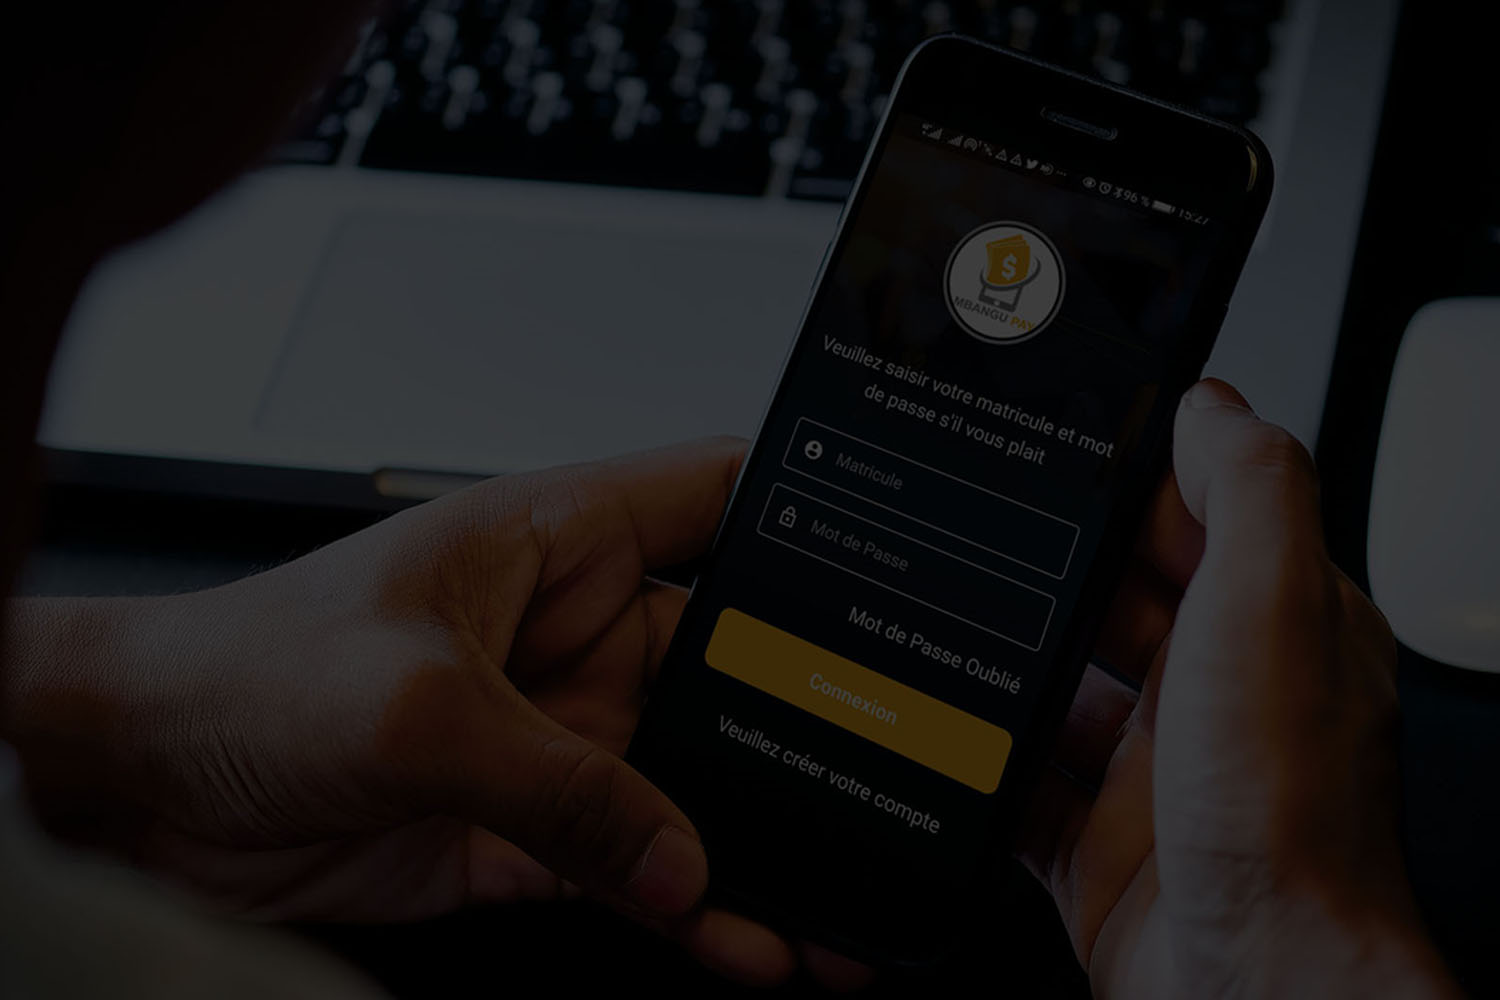 96 % 15:27
$
MBANGU PAY
Veuillez saisir votre matricule et mot
de passe s'il vous plait
Matricule
Mot de Passe
Mot de Passe Oublié
Connexion
Veuillez créer votre compte